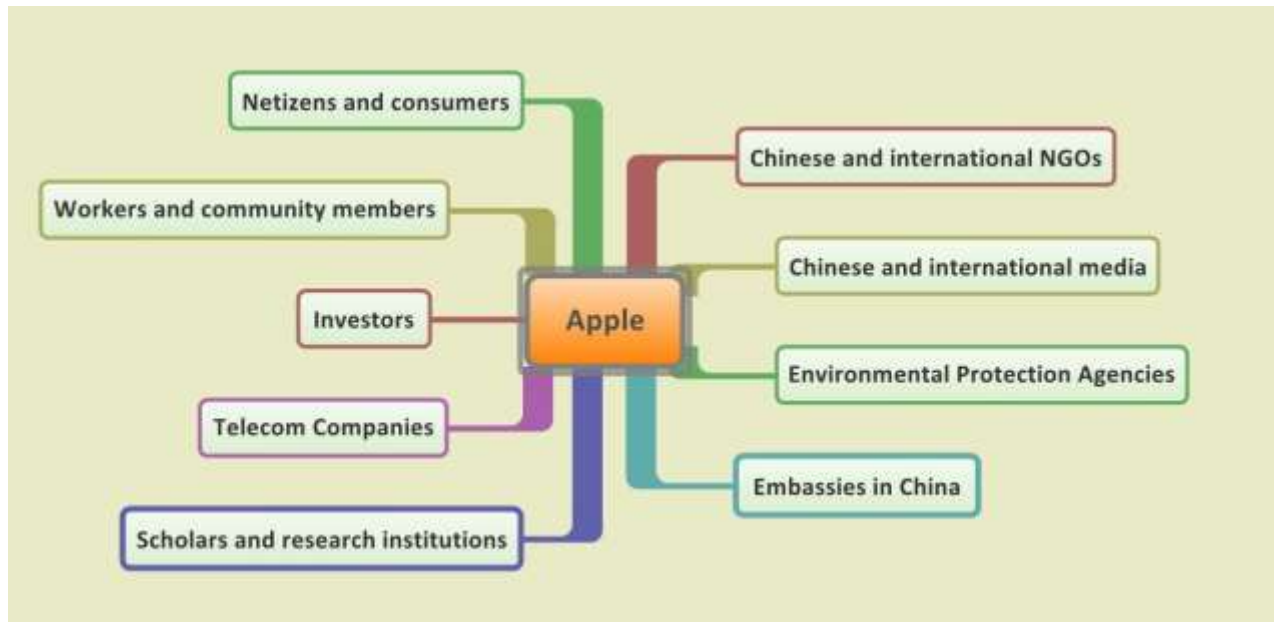 Netizens and consumers
Workers and community members
Investors
Telecom Companies
Scholars and research institutions
Apple
Chinese and international NGOs
Chinese and international media
Environmental Protection Agencies
Embassies in China